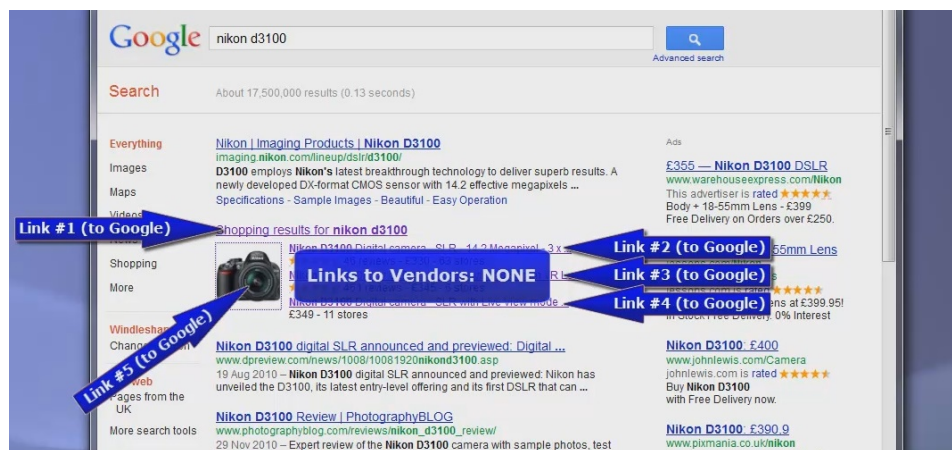 Google nikon d3100
Advanced search
Search About 17,500,000 results (0.13 seconds)
Everything
Images
Maps
Videos
News
Shopping
More
Windlesham
Change
Pages from the
UK
More search tools
Nikon | Imaging Products | Nikon D3100
imaging.nikon.com/lineup/dslr/d3100/
D3100 employs Nikon's latest breakthrough technology to deliver superb results. A
newly developed DX-format CMOS sensor with 14.2 effective megapixels ...
Specifications - Sample Images - Beautiful - Easy Operation
Link #1 (to Google)
Shopping results for nikon d3100
Nikon D3100 Digital camera - SLR - 14.2 Megapixel - 3 x ...
Link #2 (to Google)
Links to Vendors: NONE
Link #3 (to Google)
Nikon D3100 Digital camera - SLR with Live View mode ...
Link #4 (to Google)
£349 - 11 stores
Link #5 (to Google)
Nikon D3100 digital SLR announced and previewed: Digital ...
www.dpreview.com/news/1008/10081920nikond3100.asp
19 Aug 2010 – Nikon D3100 digital SLR announced and previewed: Nikon has
unveiled the D3100, its latest entry-level offering and its first DSLR that can ...
Nikon D3100 Review | PhotographyBLOG
www.photographyblog.com/reviews/nikon_d3100_review/
29 Nov 2010 – Expert review of the Nikon D3100 camera with sample photos, test
Ads
£355 — Nikon D3100 DSLR
www.warehouseexpress.com/Nikon
This advertiser is rated
Body + 18-55mm Lens - £399
Free Delivery on Orders over £250.
55mm Lens
ens at £399.95!
In Stock Free Delivery. 0% Interest
Nikon D3100: £400
www.johnlewis.com/Camera
johnlewis.com is rated
Buy Nikon D3100
with Free Delivery now.
Nikon D3100: £390.9
www.pixmania.co.uk/nikon